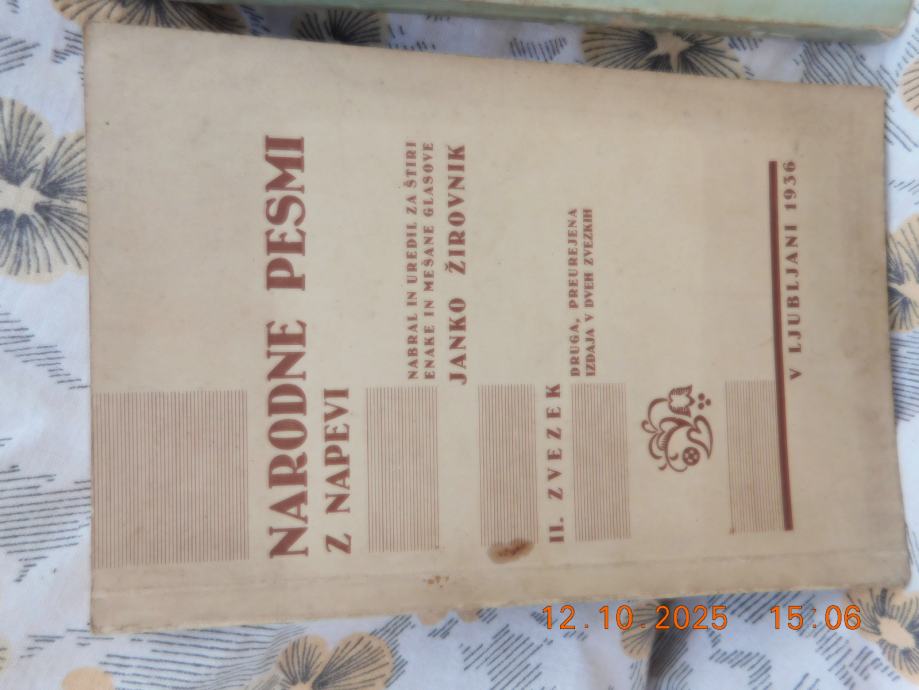 NARODNE PESMI
Z NAPEVI
NABRAL IN UREDIL ZA ŠTIRI
ENAKE IN MEŠANE GLASOVE
JANKO ŽIROVNIK
II. ZVEZEK
DRUGA, PREUREJENA
IZDAJA V DVEH ZVEZKIH
V LJUBLJANI 1936
12.10.2025 15:06